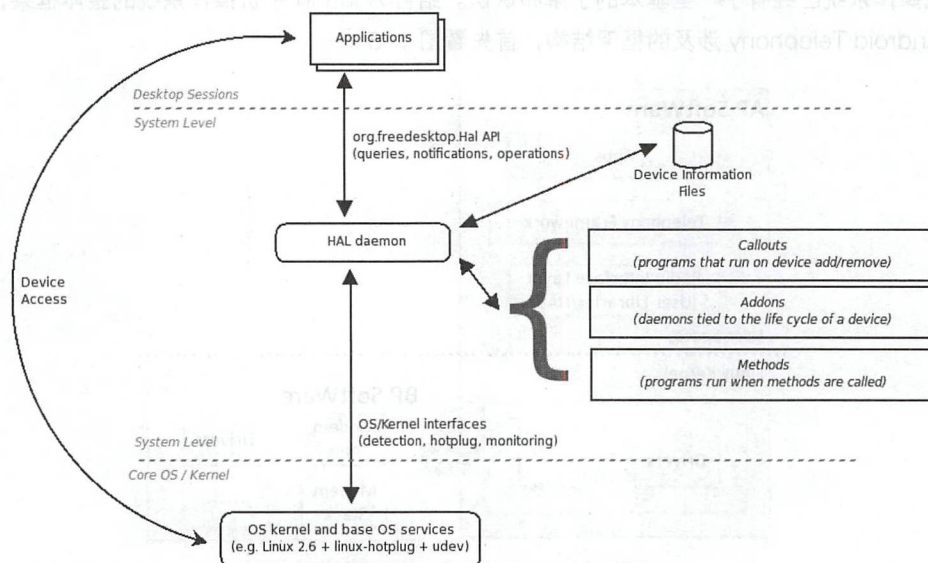 Applications
Desktop Sessions
System Level
org.freedesktop.Hal API
(queries, notifications, operations)
Device Information
Files
HAL daemon
Callouts
(programs that run on device add/remove)
Device
Access
Addons
(daemons tied to the life cycle of a device)
Methods
(programs run when methods are called)
OS/Kernel interfaces
(detection, hotplug, monitoring)
System Level
Core OS / Kernel
OS kernel and base OS services
(e.g. Linux 2.6 + linux-hotplug + udev)